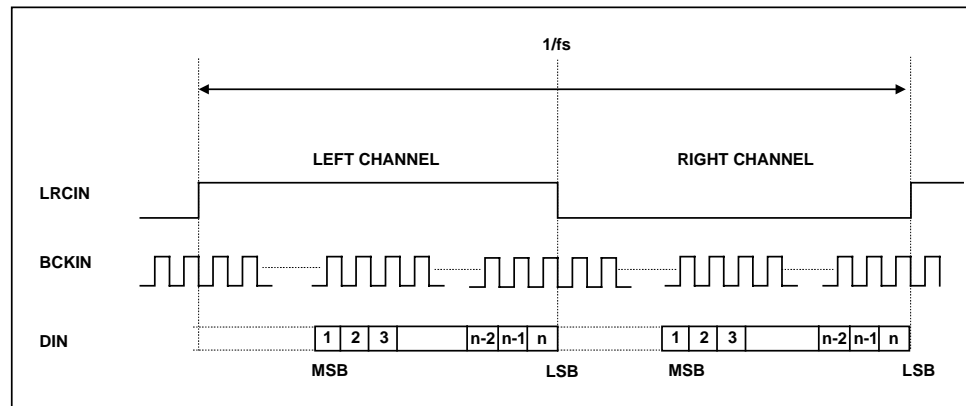 1/fs
LEFT CHANNEL RIGHT CHANNEL
LRCIN
BCKIN
DIN 1 2 3 n-2 n-1 n 1 2 3 n-2 n-1 n
MSB LSB MSB LSB